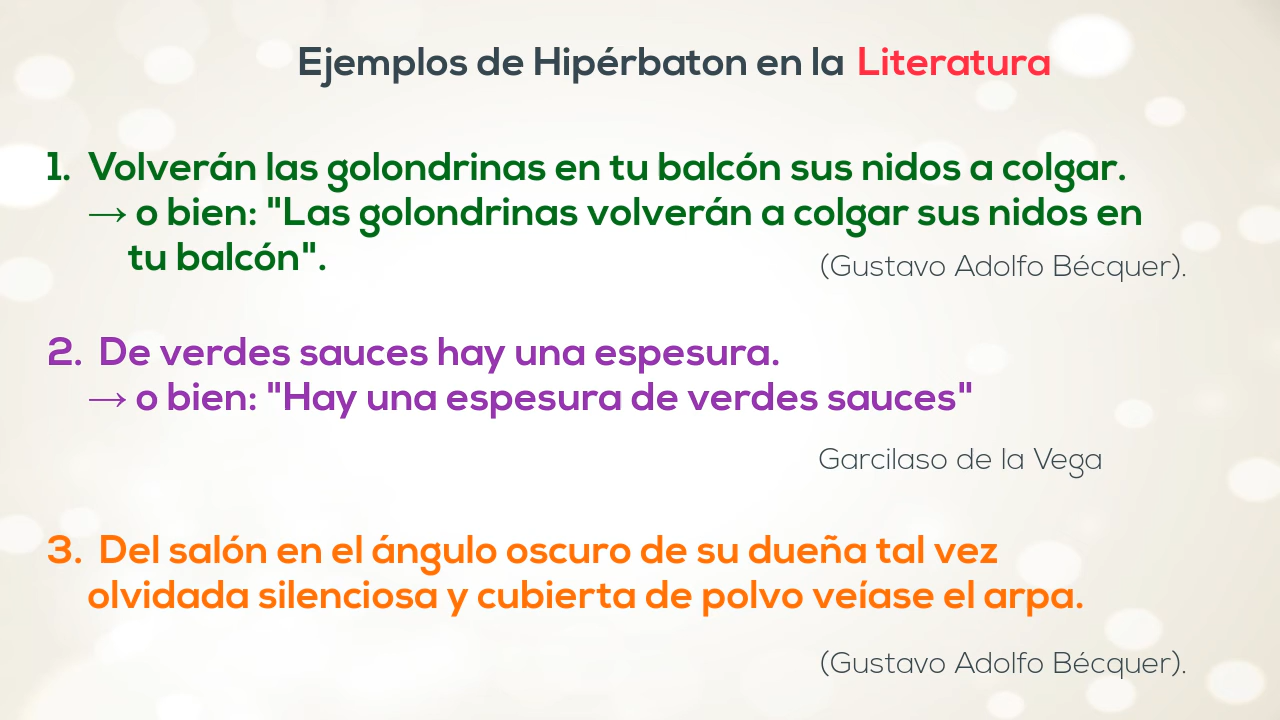 Ejemplos de Hipérbaton en la Literatura
1. Volverán las golondrinas en tu balcón sus nidos a colgar.
→ o bien: "Las golondrinas volverán a colgar sus nidos en
tu balcón".
(Gustavo Adolfo Bécquer).
2. De verdes sauces hay una espesura.
→ o bien: "Hay una espesura de verdes sauces"
Garcilaso de la Vega
3. Del salón en el ángulo oscuro de su dueña tal vez
olvidada silenciosa y cubierta de polvo veíase el arpa.
(Gustavo Adolfo Bécquer).